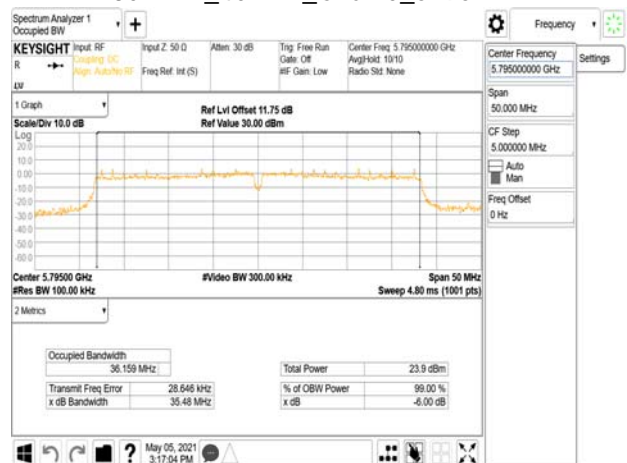 Spectrum Analyzer 1
Occupied BW
Frequency
KEYSIGHT
Input: RF
Coupling: DC
Align: Auto/No RF
Input Z: 50 Ω
Freq Ref: Int (S)
Atten: 30 dB
Trig: Free Run
Gate: Off
#IF Gain: Low
Center Freq: 5.795000000 GHz
Avg|Hold: 10/10
Radio Std: None
R
Center Frequency
5.795000000 GHz
Settings
Span
50.000 MHz
CF Step
5.000000 MHz
Auto
Man
Freq Offset
0 Hz
1 Graph
Ref Lvl Offset 11.75 dB
Scale/Div 10.0 dB
Ref Value 30.00 dBm
Log
20.0
10.0
0.00
-10.0
-20.0
-30.0
-40.0
-50.0
-60.0
Center 5.79500 GHz
#Video BW 300.00 kHz
Span 50 MHz
#Res BW 100.00 kHz
Sweep 4.80 ms (1001 pts)
2 Metrics
Occupied Bandwidth
36.159 MHz
Total Power 23.9 dBm
Transmit Freq Error 28.646 kHz
% of OBW Power 99.00 %
x dB Bandwidth 35.48 MHz
x dB -6.00 dB
May 05, 2021
3:17:04 PM